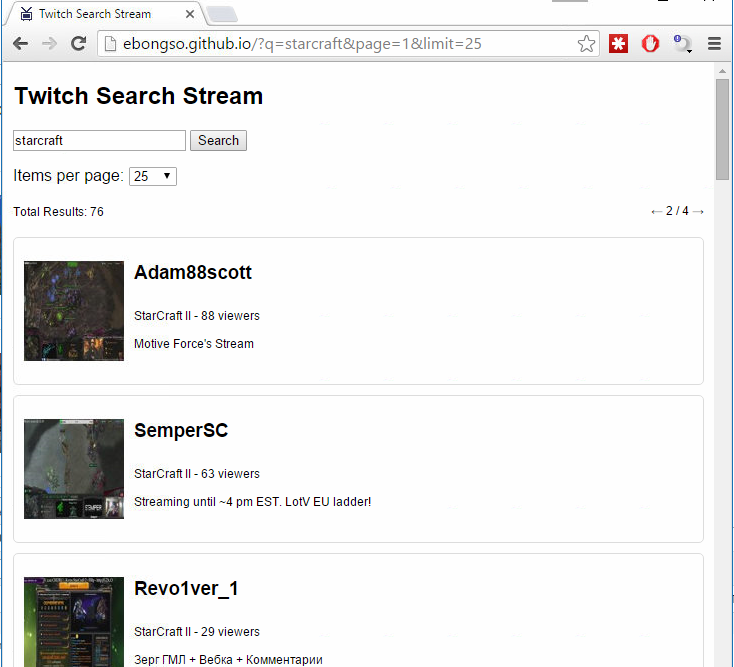 Twitch Search Stream
ebongso.github.io/?q=starcraft&page=1&limit=25
Twitch Search Stream
starcraft Search
Items per page: 25
Total Results: 76 ← 2 / 4 →
Adam88scott
StarCraft II - 88 viewers
Motive Force's Stream
SemperSC
StarCraft II - 63 viewers
Streaming until ~4 pm EST. LotV EU ladder!
SEMPER
Revo1ver_1
StarCraft II - 29 viewers
Зерг ГМЛ + Вебка + Комментарии